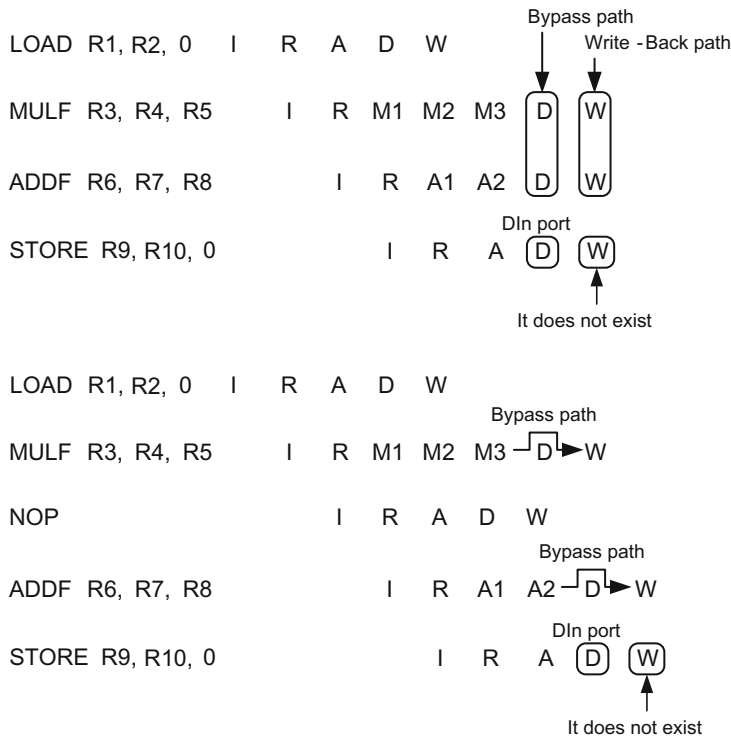 Bypass path
LOAD R1, R2, 0 I R A D W
Write - Back path
MULF R3, R4, R5 I R M1 M2 M3 D W
ADDF R6, R7, R8 I R A1 A2 D W
DIn port
STORE R9, R10, 0 I R A D W
It does not exist
LOAD R1, R2, 0 I R A D W
Bypass path
MULF R3, R4, R5 I R M1 M2 M3 D W
NOP I R A D W
Bypass path
ADDF R6, R7, R8 I R A1 A2 D W
DIn port
STORE R9, R10, 0 I R A D W
It does not exist